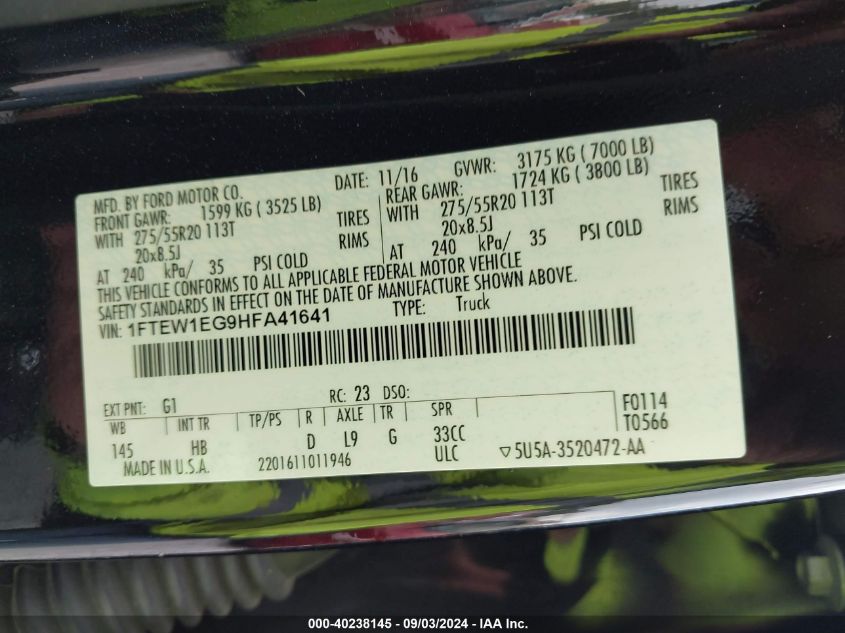 MFD. BY FORD MOTOR CO. DATE: 11/16 GVWR: 3175 KG ( 7000 LB)
FRONT GAWR: 1599 KG ( 3525 LB) REAR GAWR: 1724 KG ( 3800 LB)
WITH 275/55R20 113T TIRES WITH 275/55R20 113T TIRES
20x8.5J RIMS 20x8.5J RIMS
AT 240 kPa/ 35 PSI COLD AT 240 kPa/ 35 PSI COLD
THIS VEHICLE CONFORMS TO ALL APPLICABLE FEDERAL MOTOR VEHICLE
SAFETY STANDARDS IN EFFECT ON THE DATE OF MANUFACTURE SHOWN ABOVE.
VIN: 1FTEW1EG9HFA41641 TYPE: Truck
EXT PNT: G1 RC: 23 DSO: F0114
WB INT TR TP/PS R AXLE TR SPR T0566
145 HB D L9 G 33CC
MADE IN U.S.A. 2201611011946 ULC ▽5U5A-3520472-AA
000-40238145 - 09/03/2024 - IAA Inc.